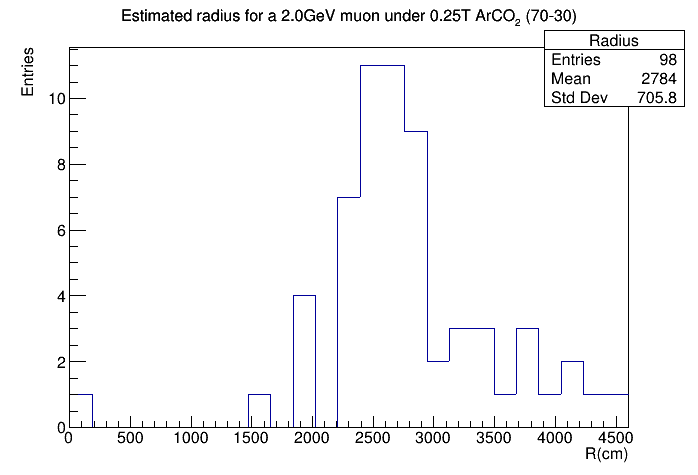 Estimated radius for a 2.0GeV muon under 0.25T ArCO₂ (70-30)
Radius
Entries 98
Mean 2784
Std Dev 705.8
Entries
10
8
6
4
2
0
0 500 1000 1500 2000 2500 3000 3500 4000 4500
R(cm)